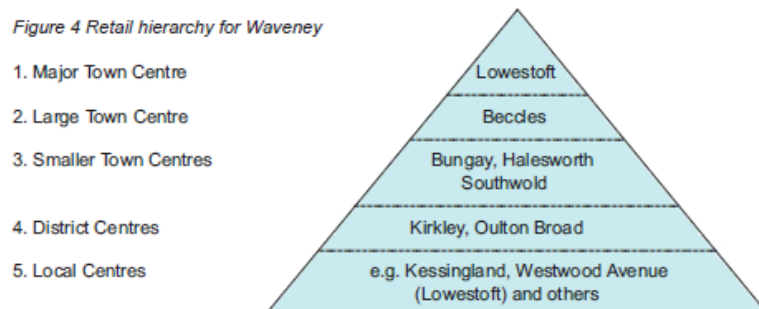 Figure 4 Retail hierarchy for Waveney
1. Major Town Centre
Lowestoft
2. Large Town Centre
Beccles
3. Smaller Town Centres
Bungay, Halesworth
Southwold
4. District Centres
Kirkley, Oulton Broad
5. Local Centres
e.g. Kessingland, Westwood Avenue
(Lowestoft) and others